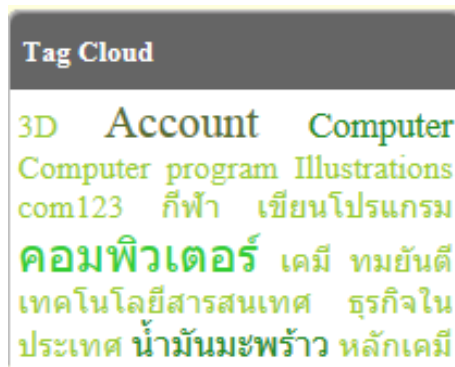 Tag Cloud
3D Account Computer
Computer program Illustrations
com123 กีฬา เขียนโปรแกรม
คอมพิวเตอร์ เคมี ทมยันตี
เทคโนโลยีสารสนเทศ ธุรกิจใน
ประเทศ น้ำมันมะพร้าว หลักเคมี